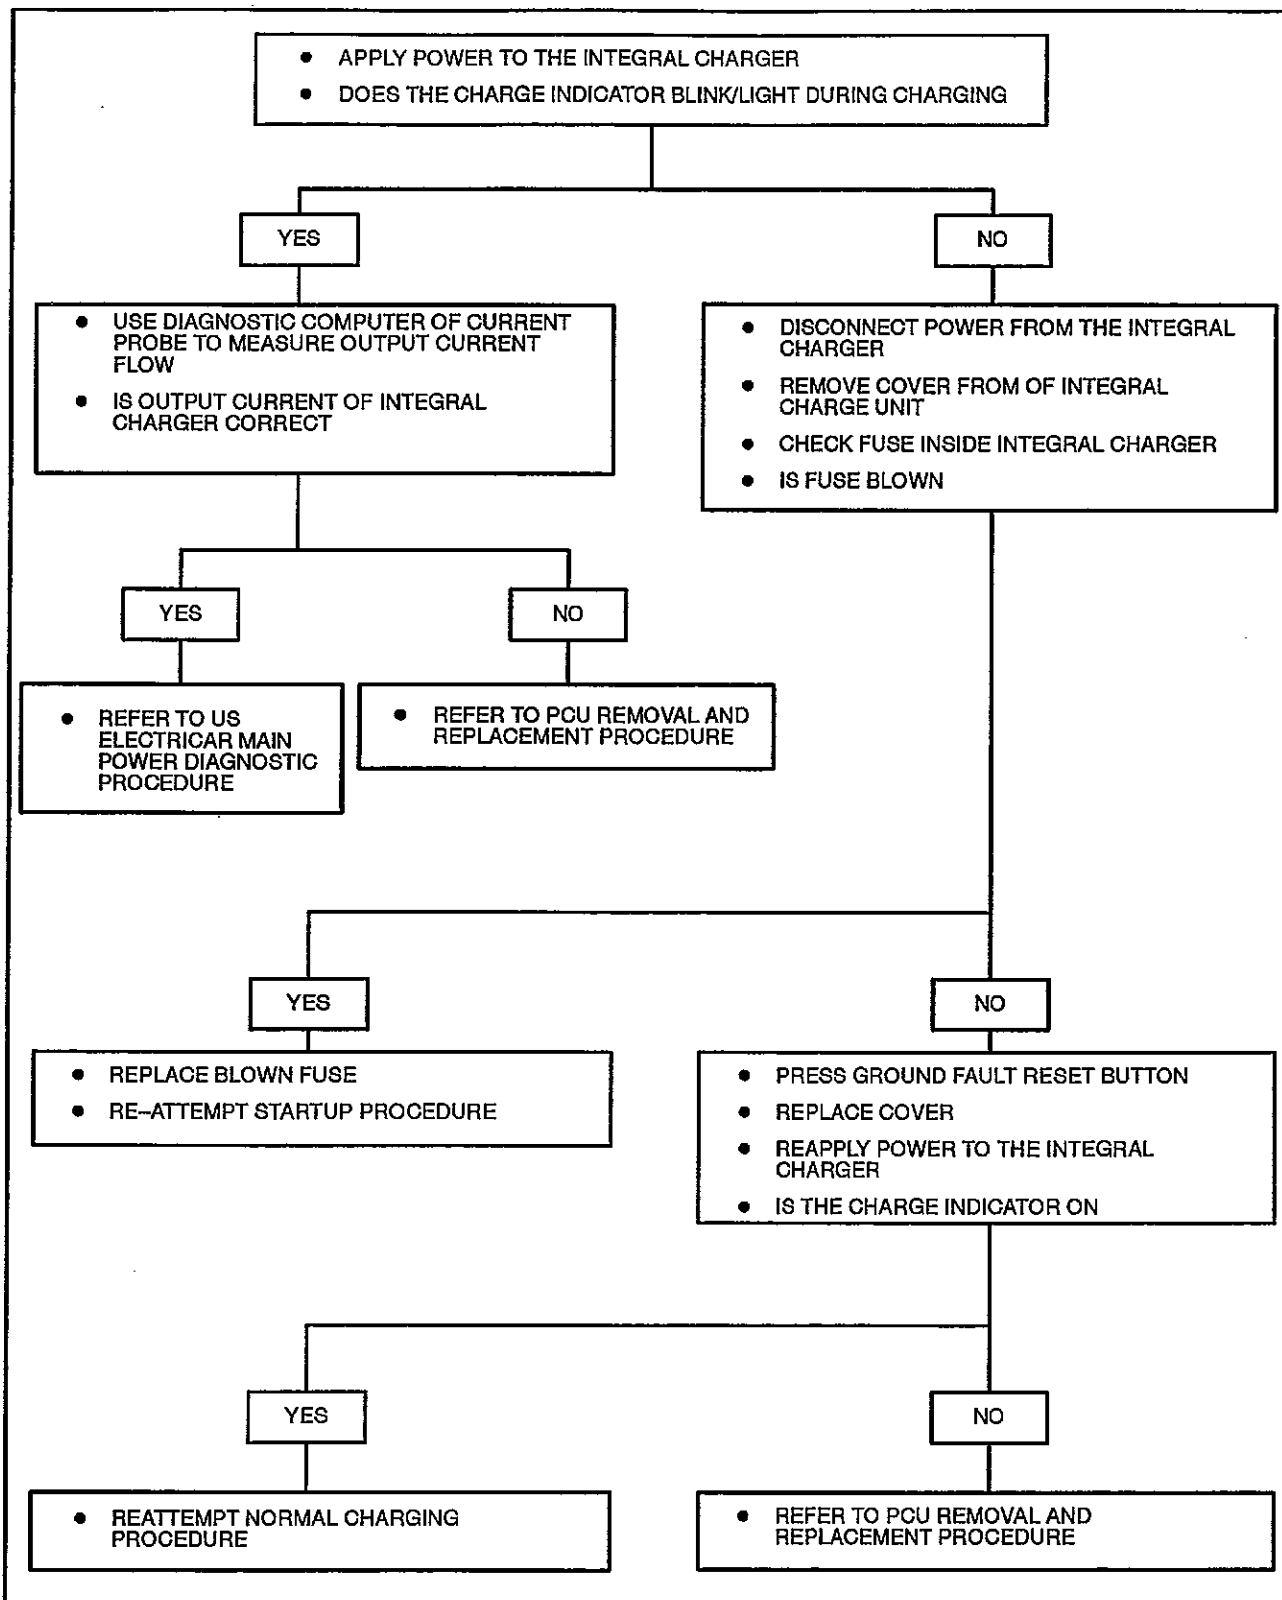 • APPLY POWER TO THE INTEGRAL CHARGER
• DOES THE CHARGE INDICATOR BLINK/LIGHT DURING CHARGING
YES
NO
• USE DIAGNOSTIC COMPUTER OF CURRENT
PROBE TO MEASURE OUTPUT CURRENT
FLOW
• IS OUTPUT CURRENT OF INTEGRAL
CHARGER CORRECT
• DISCONNECT POWER FROM THE INTEGRAL
CHARGER
• REMOVE COVER FROM OF INTEGRAL
CHARGE UNIT
• CHECK FUSE INSIDE INTEGRAL CHARGER
• IS FUSE BLOWN
YES
NO
• REFER TO US
ELECTRICAR MAIN
POWER DIAGNOSTIC
PROCEDURE
• REFER TO PCU REMOVAL AND
REPLACEMENT PROCEDURE
YES
NO
• REPLACE BLOWN FUSE
• RE–ATTEMPT STARTUP PROCEDURE
• PRESS GROUND FAULT RESET BUTTON
• REPLACE COVER
• REAPPLY POWER TO THE INTEGRAL
CHARGER
• IS THE CHARGE INDICATOR ON
YES
NO
• REATTEMPT NORMAL CHARGING
PROCEDURE
• REFER TO PCU REMOVAL AND
REPLACEMENT PROCEDURE